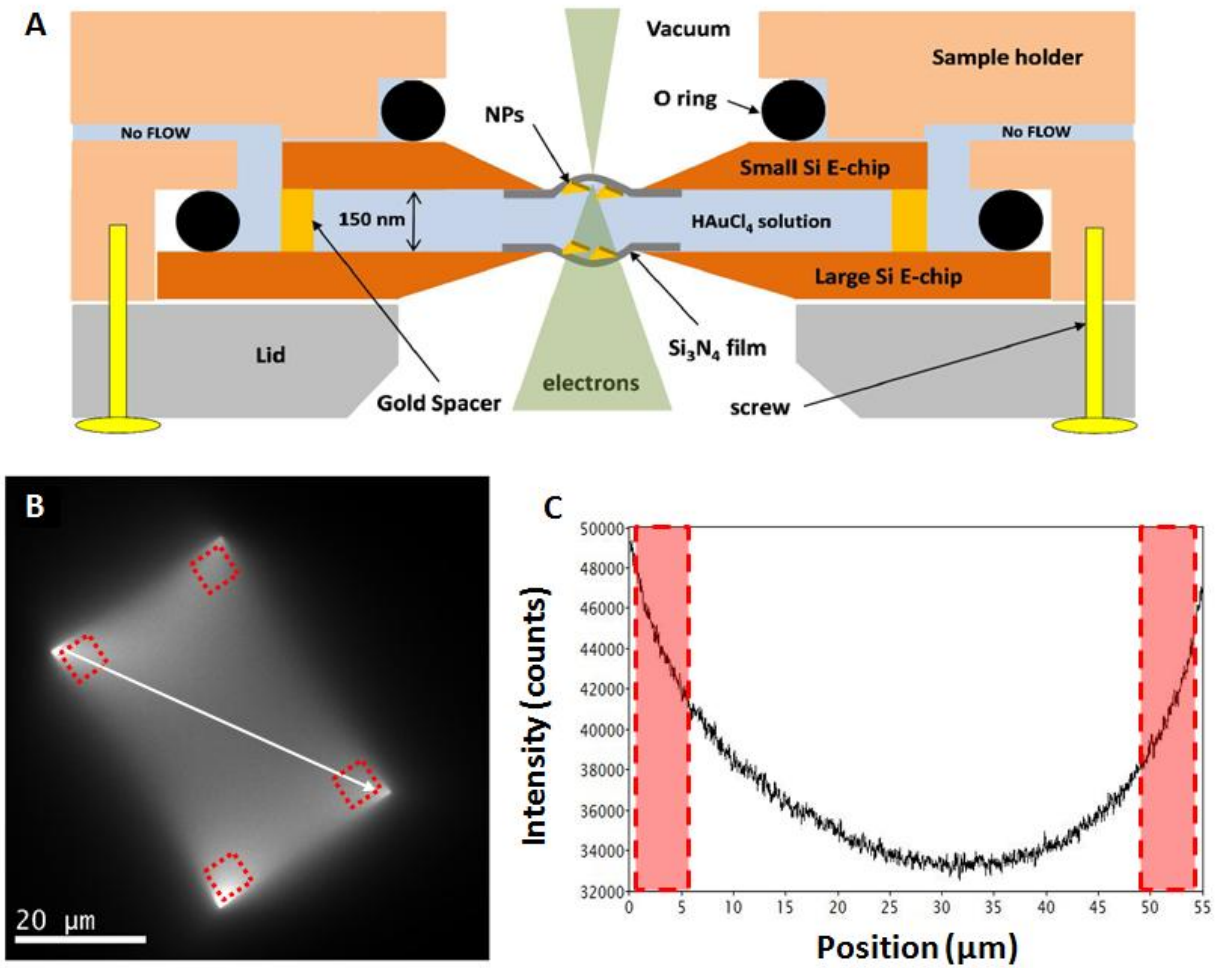 A
Vacuum
Sample holder
O ring
NPs
No FLOW
No FLOW
Small Si E-chip
150 nm
HAuCl₄ solution
Large Si E-chip
Si₃N₄ film
Lid
electrons
Gold Spacer
screw
B
20 μm
C
50000
48000
46000
44000
42000
40000
38000
36000
34000
32000
Intensity (counts)
0
5
10
15
20
25
30
35
40
45
50
55
Position (μm)